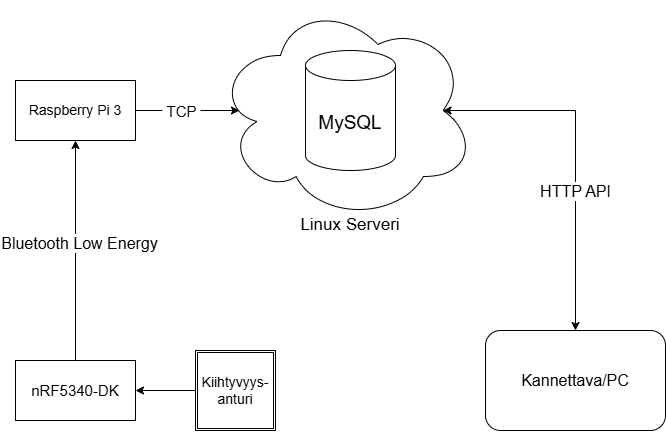 Raspberry Pi 3
TCP
MySQL
Linux Serveri
HTTP API
Bluetooth Low Energy
nRF5340-DK
Kiihtyvyys-
anturi
Kannettava/PC